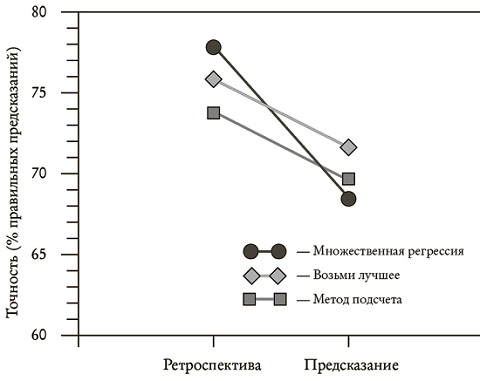 Точность (% правильных предсказаний)
80
75
70
65
60
— Множественная регрессия
— Возьми лучшее
— Метод подсчета
Ретроспектива
Предсказание